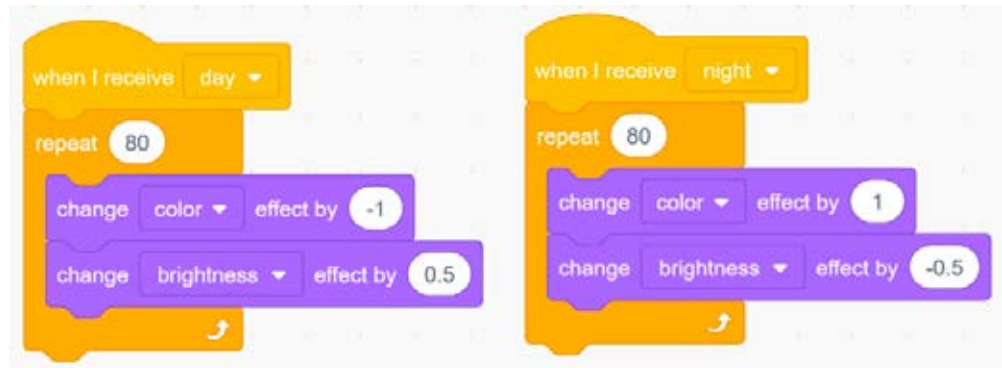 when I receive day
repeat 80
change color effect by -1
change brightness effect by 0.5
when I receive night
repeat 80
change color effect by 1
change brightness effect by -0.5